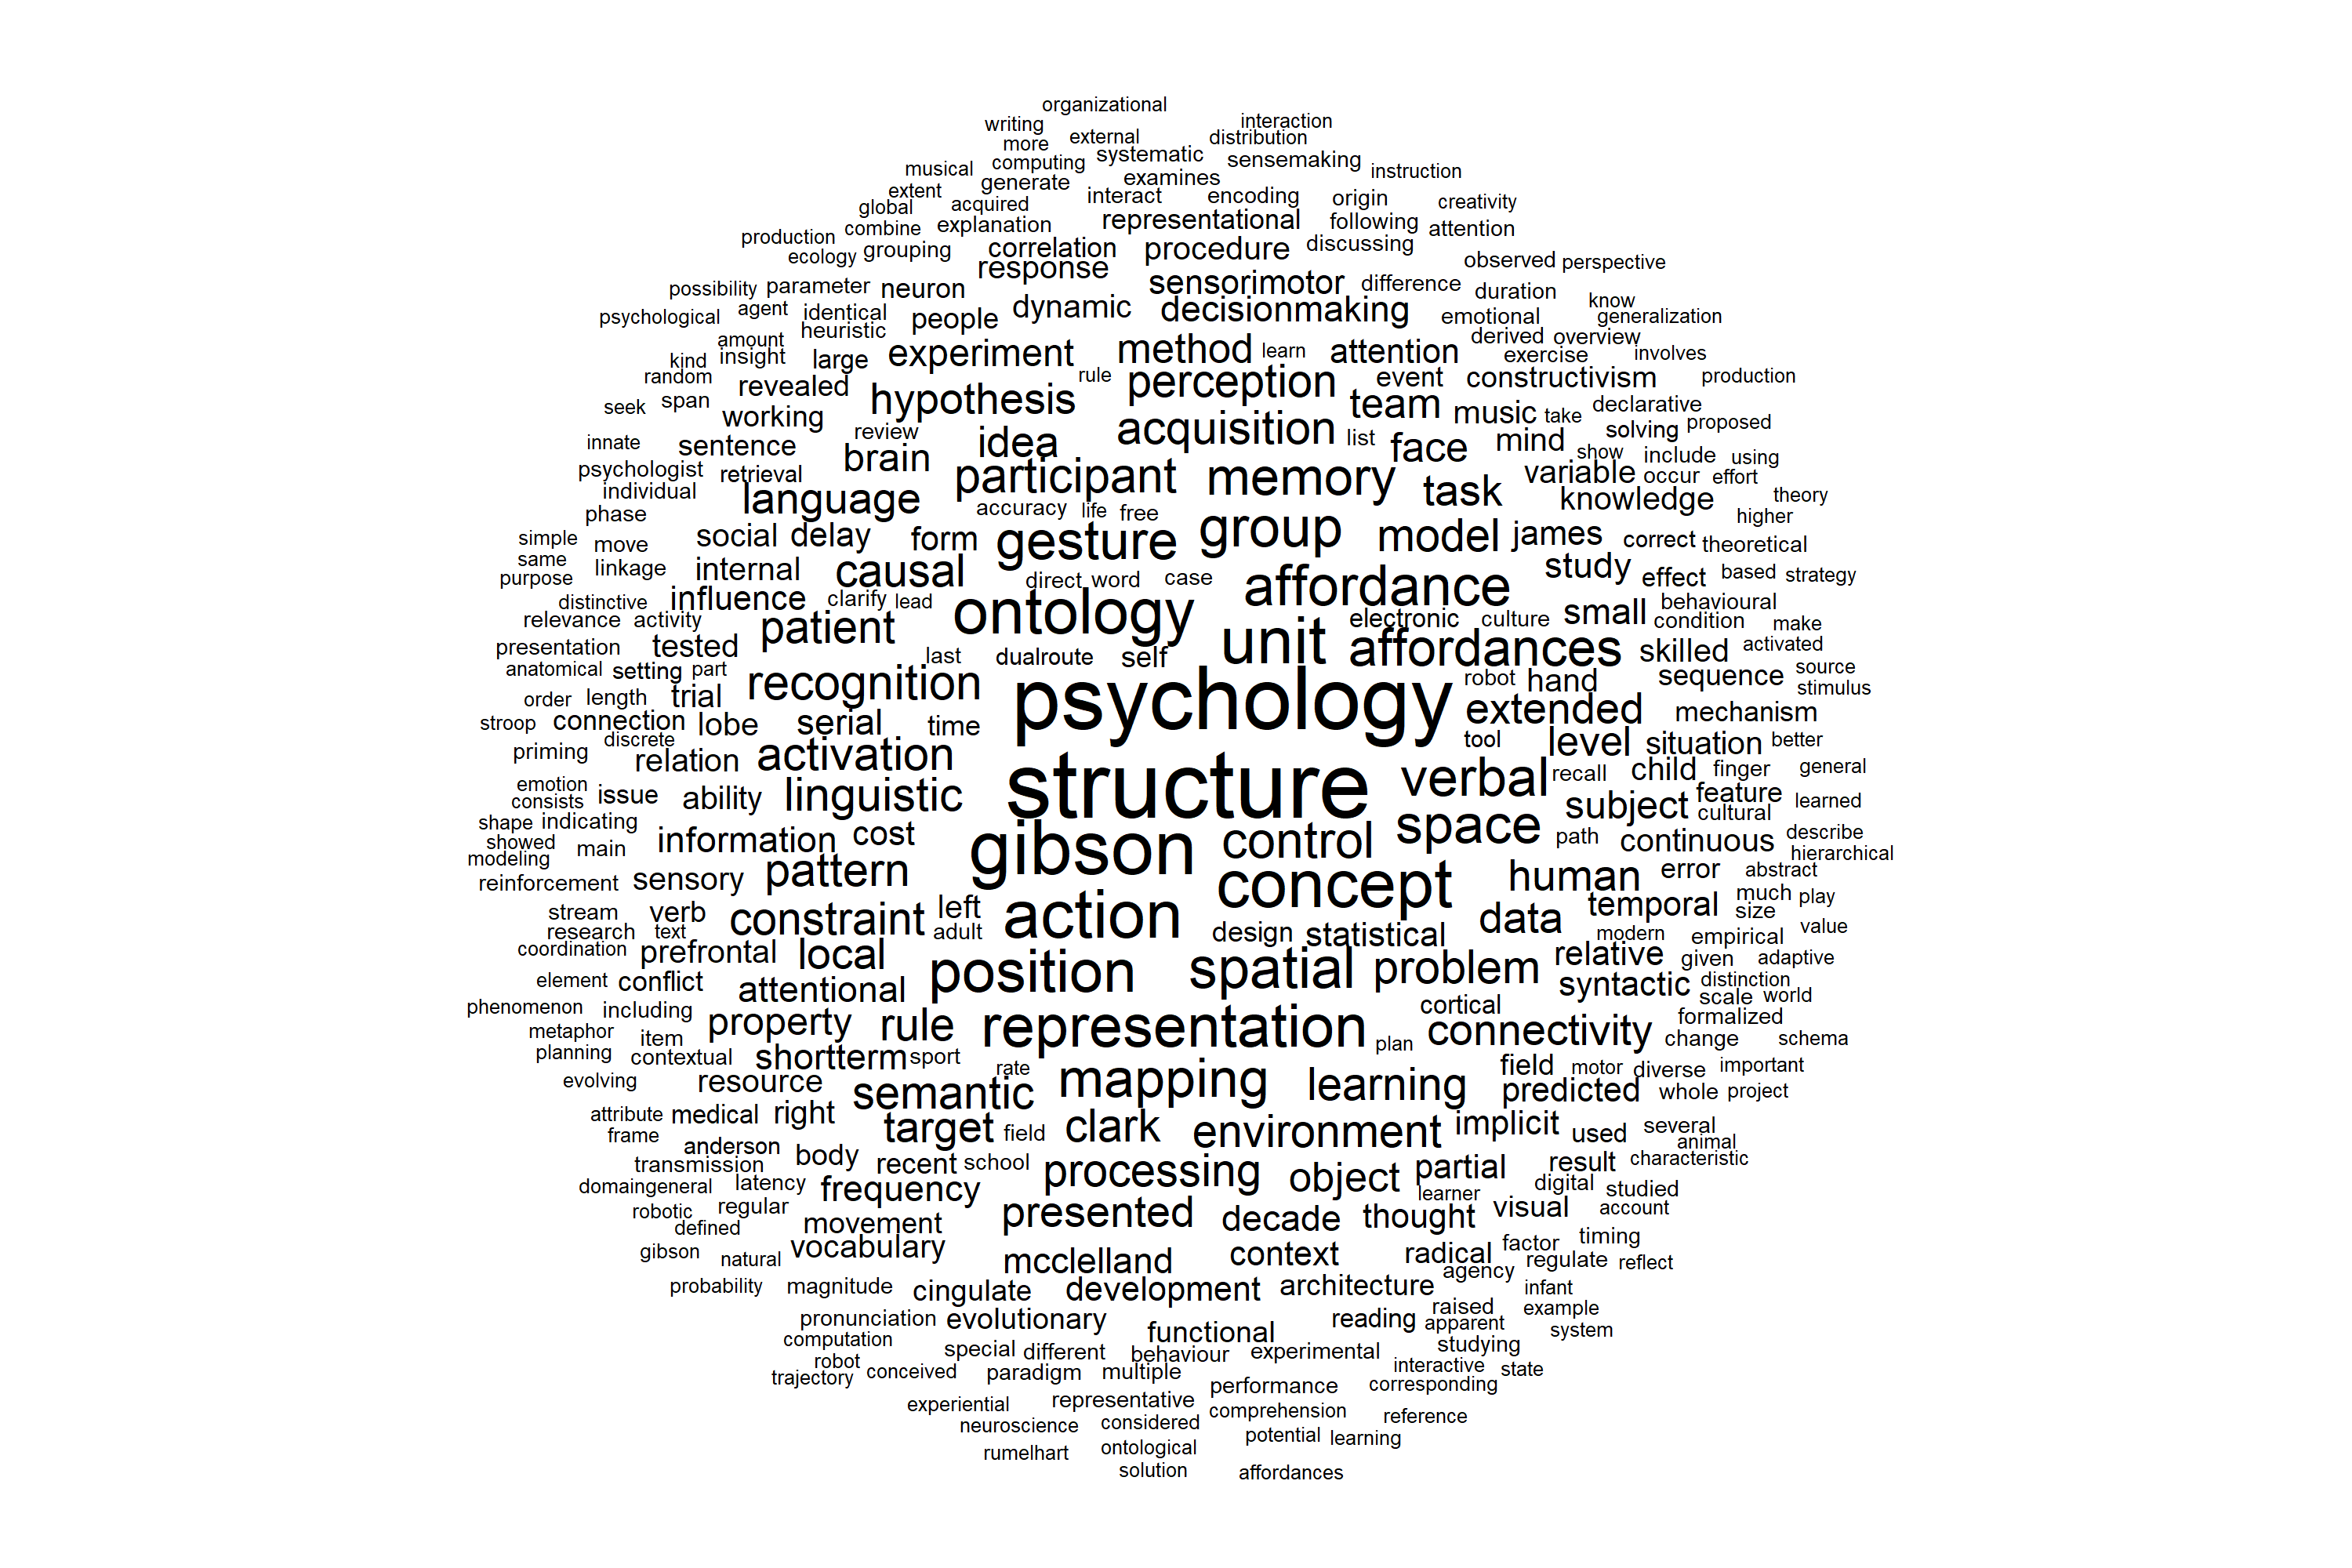 organizational
writing interaction
more external distribution
musical computing systematic sensemaking instruction
extent generate examines
global acquired interact encoding origin creativity
combine explanation representational following attention
production ecology grouping correlation procedure discussing
response observed perspective
possibility parameter neuron sensorimotor difference duration know
psychological agent identical people dynamic decisionmaking emotional generalization
amount heuristic derived overview
kind insight large experiment method learn attention exercise involves
random revealed hypothesis rule perception event constructivism production
seek span working acquisition team music take declarative
innate sentence review idea list face mind solving proposed
psychologist retrieval brain participant memory task variable show include using
individual language occur effort
phase accuracy life free knowledge theory
simple move social delay form gesture group model james correct theoretical higher
same linkage internal causal direct word case affordance study effect based strategy
purpose distinctive influence clarify lead ontology electronic culture small behavioural
relevance activity patient unit condition make
presentation tested last dualroute self affordances skilled activated
anatomical setting part recognition psychology robot hand sequence source
order length trial extended mechanism stimulus
stroop connection lobe serial time tool level situation better
priming discrete relation activation
emotion issue ability linguistic structure verbal recall child finger general
consists subject feature cultural learned
shape indicating information cost gibson control space path continuous describe
showed main hierarchical
modeling
reinforcement sensory pattern concept human error abstract
stream verb constraint left action design statistical data temporal much play
research text adult modern size value
coordination prefrontal local position spatial problem relative empirical given adaptive
element conflict attentional syntactic distinction
phenomenon including property rule representation cortical connectivity scale world
metaphor item plan formalized change schema
planning contextual shortterm sport rate field motor diverse important
evolving resource semantic mapping learning predicted whole project
attribute medical right target field clark environment implicit used several
frame anderson animal
transmission body recent school processing object partial result characteristic
domaingeneral latency frequency learner digital studied
robotic regular presented decade thought visual account
defined movement
gibson natural vocabulary mcclelland context radical factor timing
probability magnitude cingulate development architecture agency regulate reflect
infant
pronunciation evolutionary functional reading raised example
computation apparent system
robot special different behaviour experimental studying
trajectory conceived paradigm multiple interactive state
performance corresponding
experiential representative comprehension reference
neuroscience considered potential learning
rumelhart ontological
solution affordances